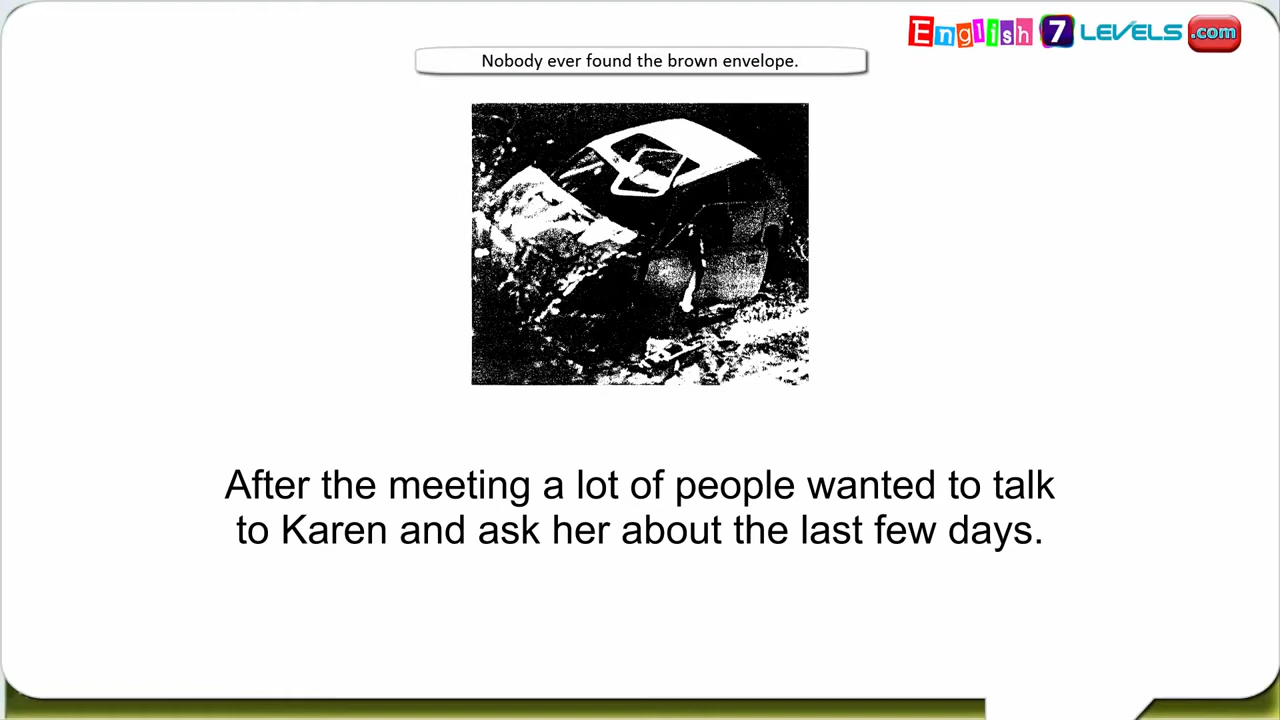 English 7 LEVELS .com
Nobody ever found the brown envelope.
After the meeting a lot of people wanted to talk
to Karen and ask her about the last few days.